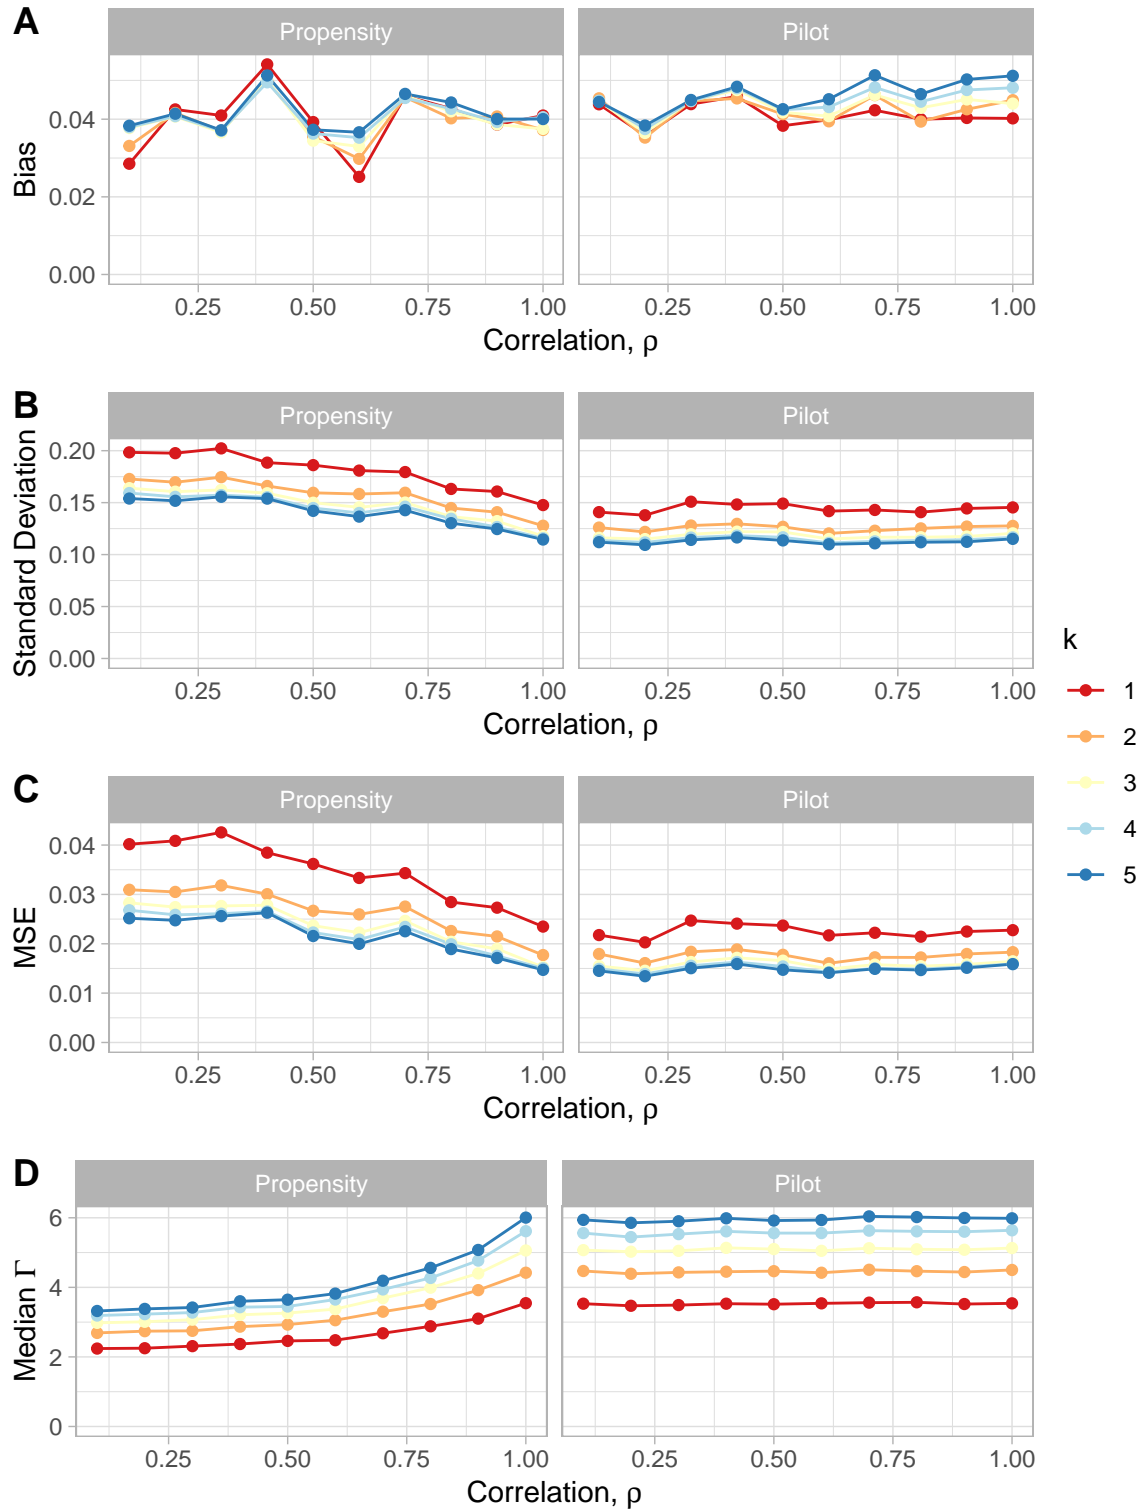 A
Propensity
Pilot
Bias
0.04
0.02
0.00
0.25 0.50 0.75 1.00
0.25 0.50 0.75 1.00
Correlation, ρ
B
Propensity
Pilot
Standard Deviation
0.20
0.15
0.10
0.05
0.00
0.25 0.50 0.75 1.00
0.25 0.50 0.75 1.00
Correlation, ρ
C
Propensity
Pilot
MSE
0.04
0.03
0.02
0.01
0.00
0.25 0.50 0.75 1.00
0.25 0.50 0.75 1.00
Correlation, ρ
D
Propensity
Pilot
Median Γ
6
4
2
0
0.25 0.50 0.75 1.00
0.25 0.50 0.75 1.00
Correlation, ρ
k
1
2
3
4
5